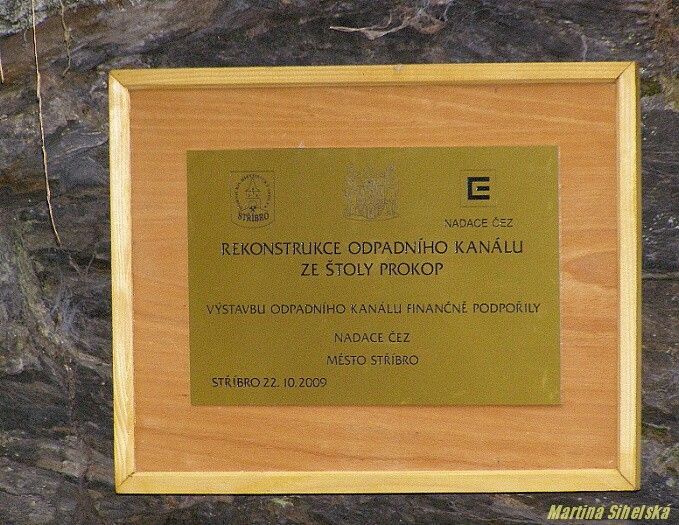 STŘÍBRO
NADACE ČEZ
REKONSTRUKCE ODPADNÍHO KANÁLU
ZE ŠTOLY PROKOP
VÝSTAVBU ODPADNÍHO KANÁLU FINANČNĚ PODPOŘILY
NADACE ČEZ
MĚSTO STŘÍBRO
STŘÍBRO 22.10.2009
Martina Sihelská